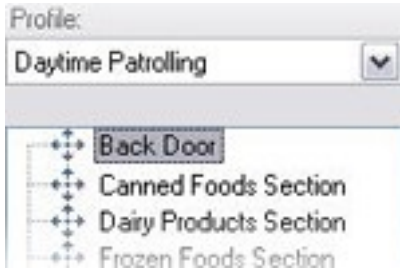 Profile:
Daytime Patrolling
Back Door
Canned Foods Section
Dairy Products Section
Frozen Foods Section